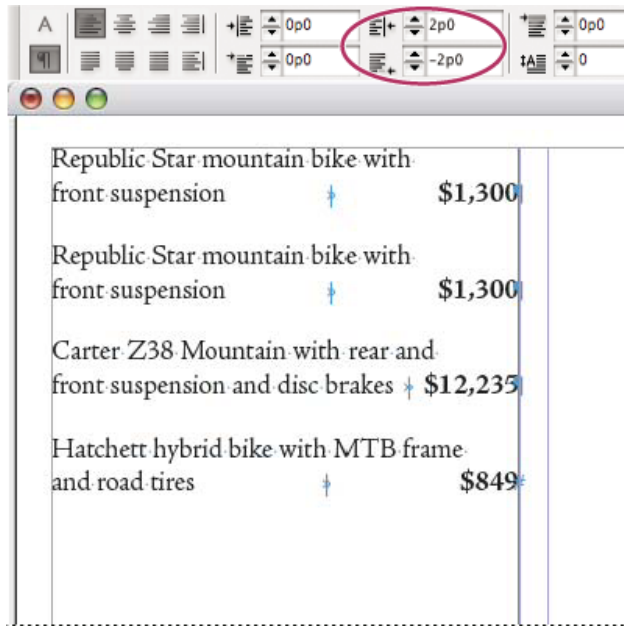 A 0p0 2p0 0p0
¶ 0p0 -2p0 0
Republic Star mountain bike with
front suspension $1,300
Republic Star mountain bike with
front suspension $1,300
Carter Z38 Mountain with rear and
front suspension and disc brakes $12,235
Hatchett hybrid bike with MTB frame
and road tires $849